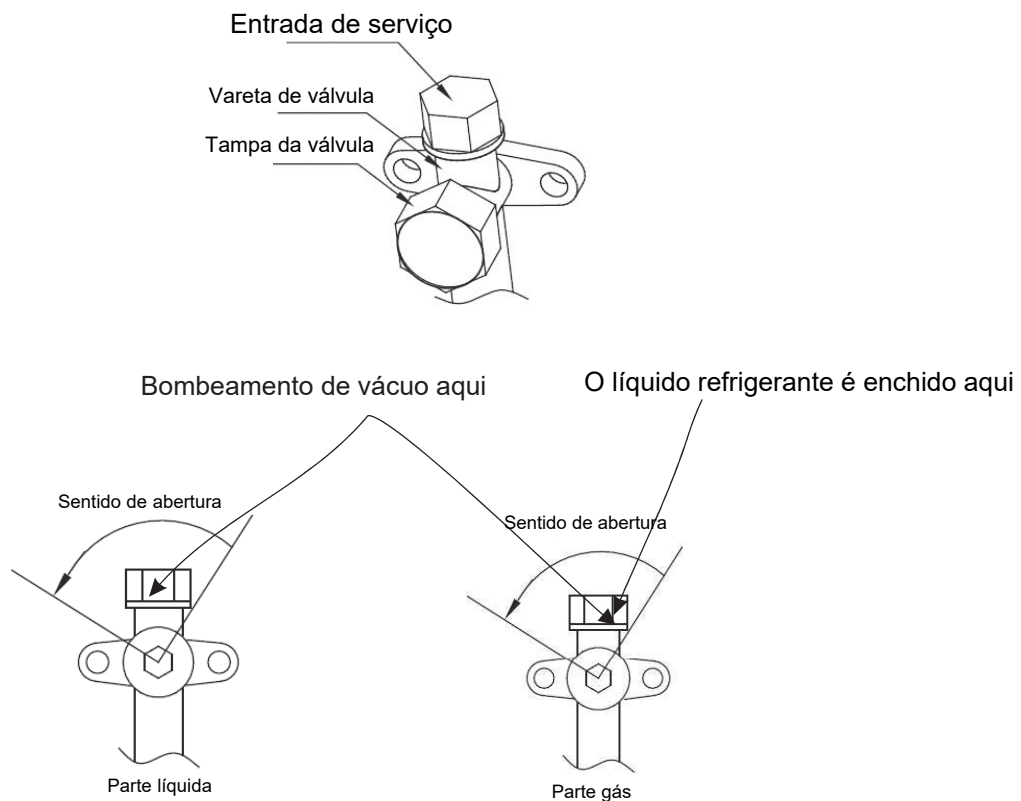 Entrada de serviço
Vareta de válvula
Tampa da válvula
Bombeamento de vácuo aqui
O líquido refrigerante é enchido aqui
Sentido de abertura
Sentido de abertura
Parte líquida
Parte gás